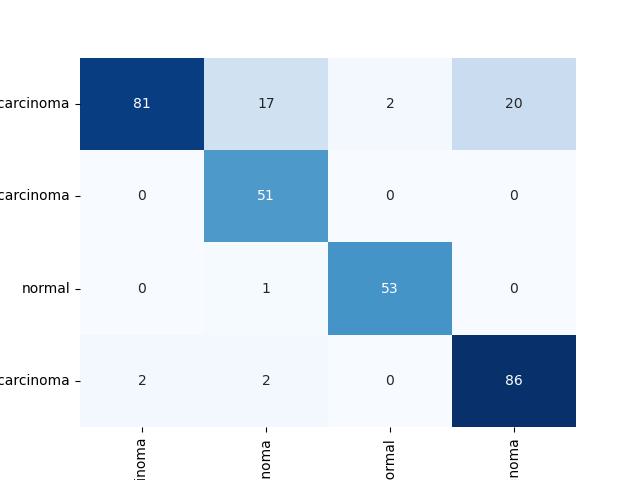 carcinoma 81 17 2 20
carcinoma 0 51 0 0
normal 0 1 53 0
carcinoma 2 2 0 86
inoma noma ormal noma